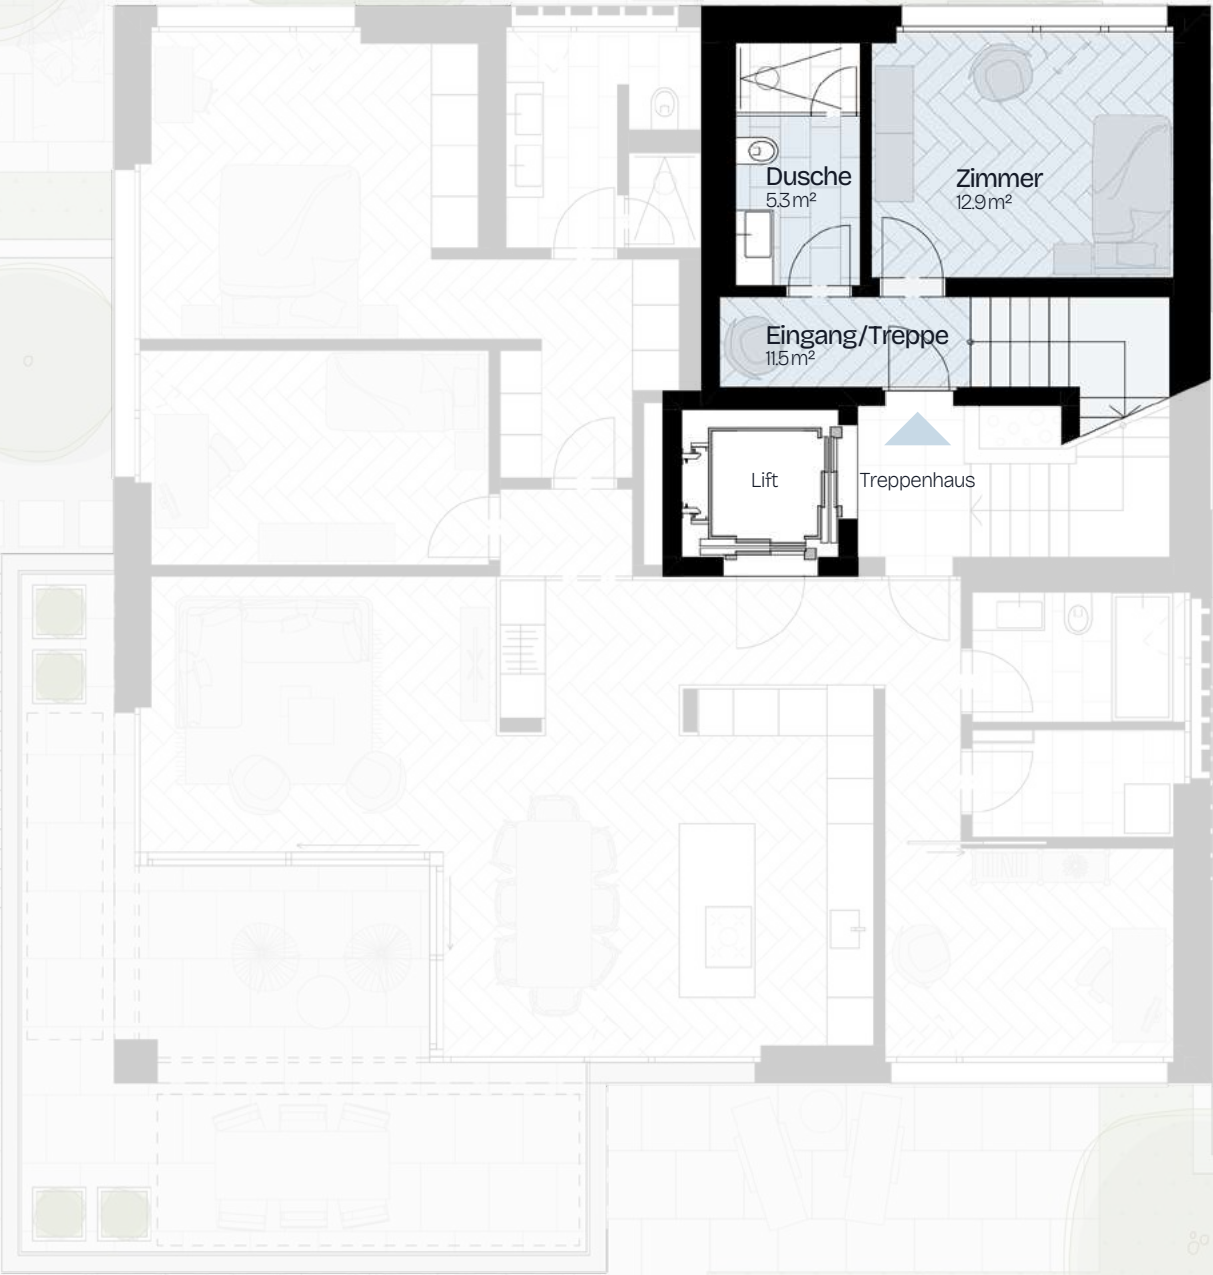 Dusche
5.3 m²
Zimmer
12.9 m²
Eingang/Treppe
11.5 m²
Lift
Treppenhaus